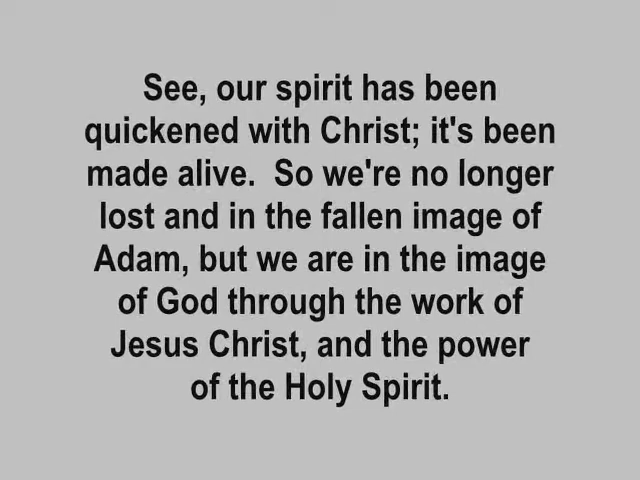 See, our spirit has been
quickened with Christ; it's been
made alive.  So we're no longer
lost and in the fallen image of
Adam, but we are in the image
of God through the work of
Jesus Christ, and the power
of the Holy Spirit.